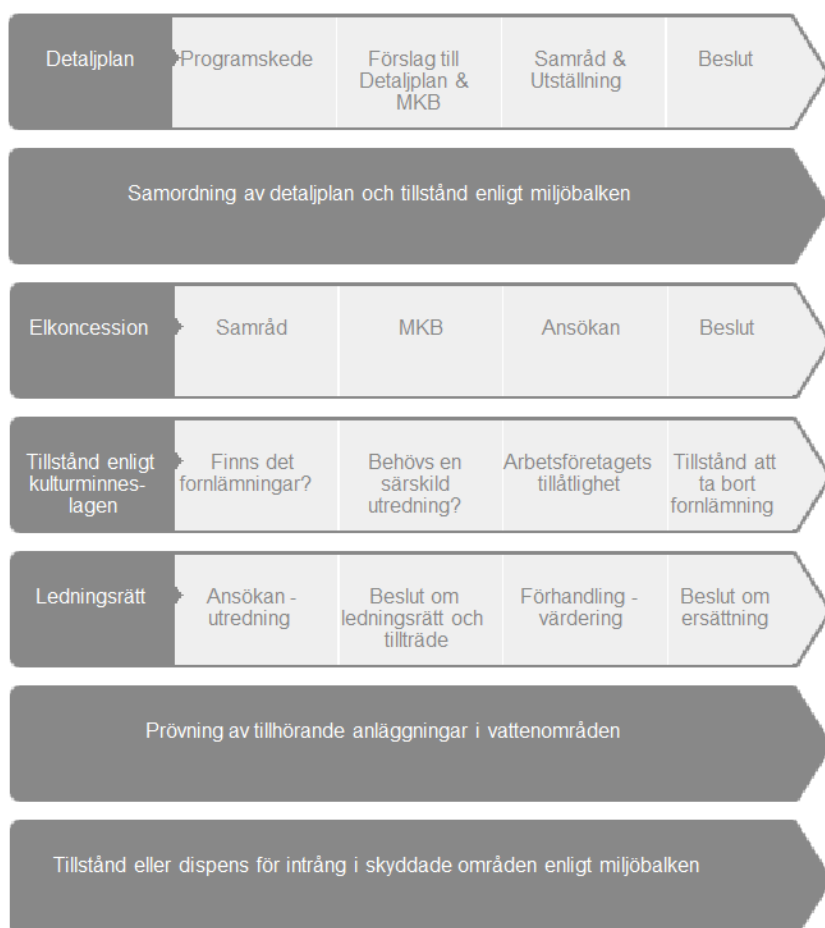 Detaljplan
Programskede
Förslag till
Detaljplan &
MKB
Samråd &
Utställning
Beslut
Samordning av detaljplan och tillstånd enligt miljöbalken
Elkoncession
Samråd
MKB
Ansökan
Beslut
Tillstånd enligt
kulturminnes-
lagen
Finns det
fornlämningar?
Behövs en
särskild
utredning?
Arbetsföretagets
tillåtlighet
Tillstånd att
ta bort
fornlämning
Ledningsrätt
Ansökan -
utredning
Beslut om
ledningsrätt och
tillträde
Förhandling -
värdering
Beslut om
ersättning
Prövning av tillhörande anläggningar i vattenområden
Tillstånd eller dispens för intrång i skyddade områden enligt miljöbalken